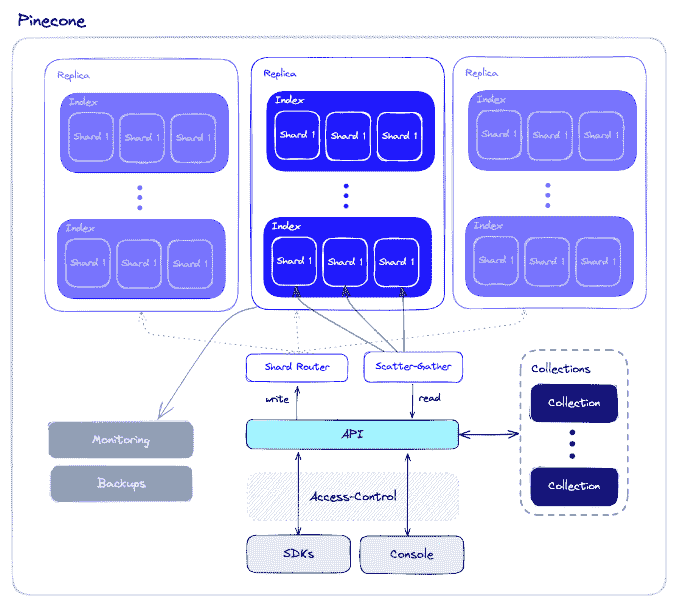 Pinecone
Replica
Index
Shard 1 Shard 1 Shard 1
Index
Shard 1 Shard 1 Shard 1
Replica
Index
Shard 1 Shard 1 Shard 1
Index
Shard 1 Shard 1 Shard 1
Replica
Index
Shard 1 Shard 1 Shard 1
Index
Shard 1 Shard 1 Shard 1
Shard Router
Scatter-Gather
write
read
API
Collections
Collection
Collection
Monitoring
Backups
Access-Control
SDKs
Console